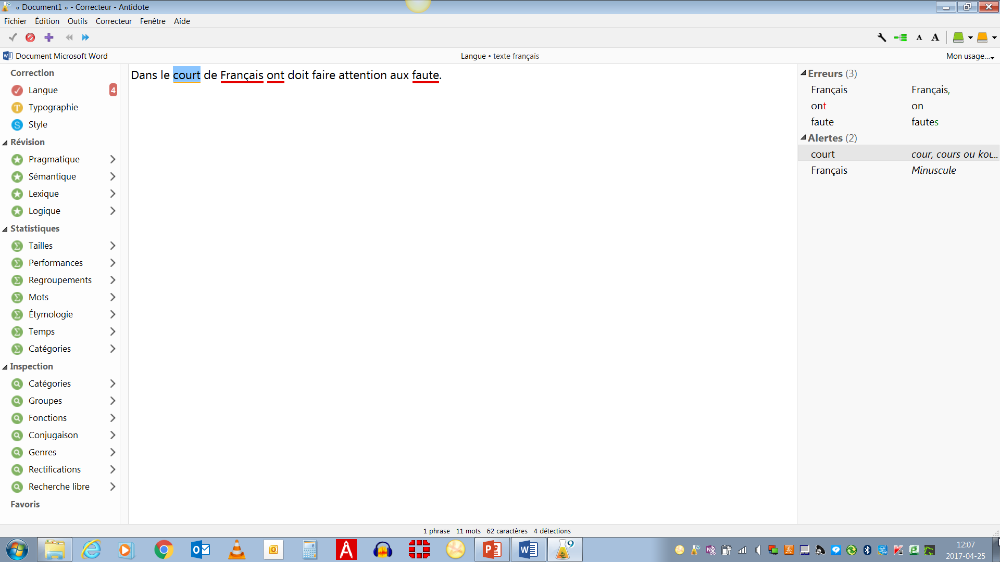 « Document1 » - Correcteur - Antidote
Fichier Édition Outils Correcteur Fenêtre Aide
A A
Document Microsoft Word Langue • texte français Mon usage...
Correction
Langue 4
Typographie
Style
Révision
Pragmatique
Sémantique
Lexique
Logique
Statistiques
Tailles
Performances
Regroupements
Mots
Étymologie
Temps
Catégories
Inspection
Catégories
Groupes
Fonctions
Conjugaison
Genres
Rectifications
Recherche libre
Favoris
Dans le court de Français ont doit faire attention aux faute.
Erreurs (3)
Français Français,
ont on
faute fautes
Alertes (2)
court cour, cours ou kou...
Français Minuscule
1 phrase 11 mots 62 caractères 4 détections
12:07
2017-04-25